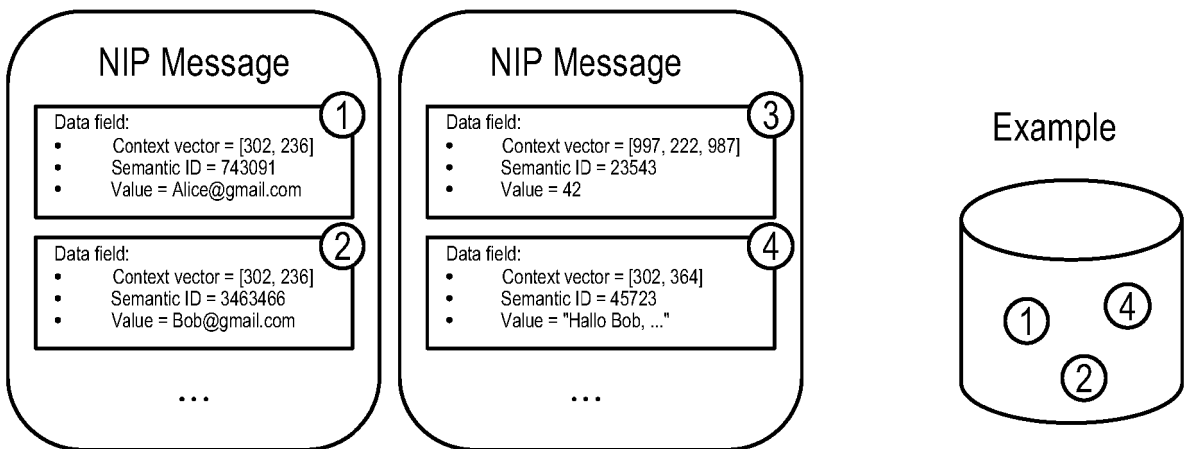 NIP Message
1
Data field:
• Context vector = [302, 236]
• Semantic ID = 743091
• Value = Alice@gmail.com
2
Data field:
• Context vector = [302, 236]
• Semantic ID = 3463466
• Value = Bob@gmail.com
...
NIP Message
3
Data field:
• Context vector = [997, 222, 987]
• Semantic ID = 23543
• Value = 42
4
Data field:
• Context vector = [302, 364]
• Semantic ID = 45723
• Value = "Hallo Bob, ..."
...
Example
1
4
2